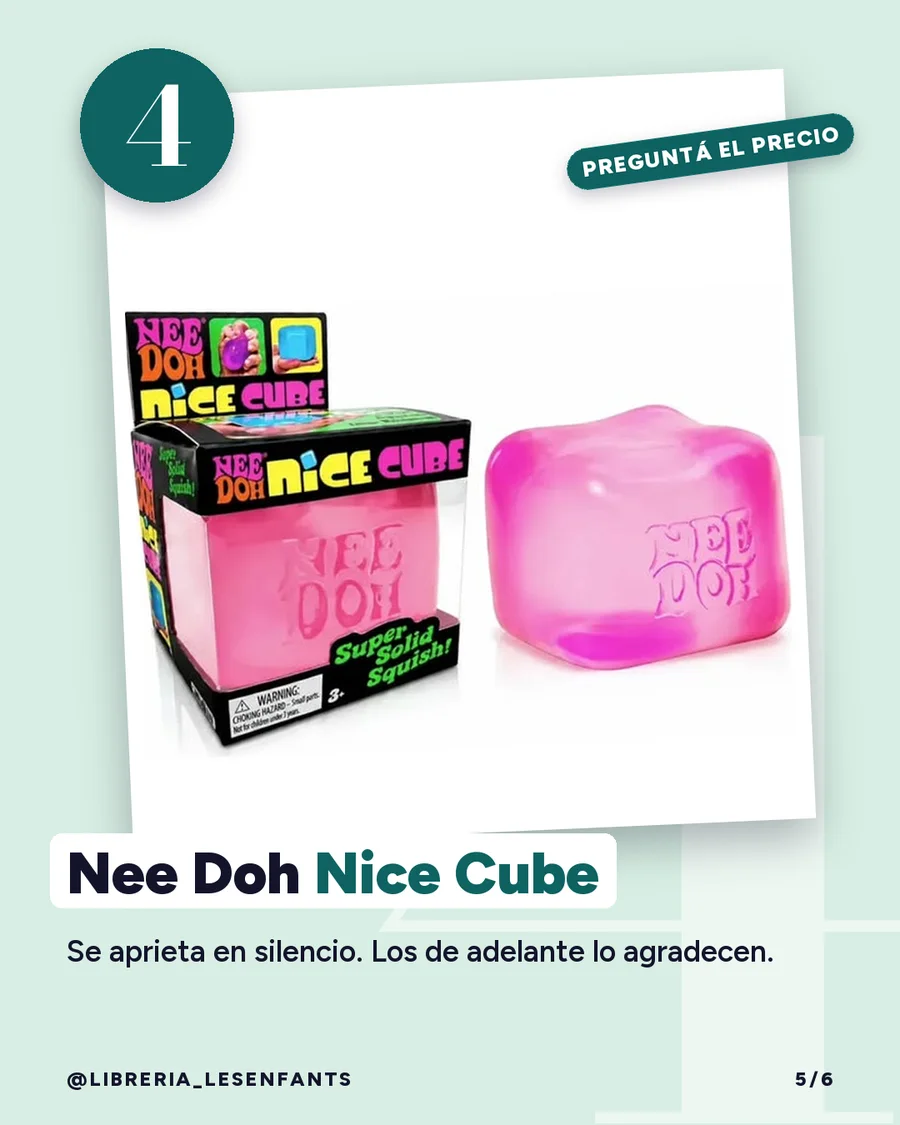 4
PREGUNTÁ EL PRECIO
NEE
DOH
nice CUBE
NEE
DOH
nice CUBE
Super
Solid
Squish!
NEE
DOH
NEE
DOH
Super
Solid
Squish!
WARNING:
CHOKING HAZARD – Small parts.
Not for children under 3 years.
3+
NEE
DOH
Nee Doh Nice Cube
Se aprieta en silencio. Los de adelante lo agradecen.
@LIBRERIA_LESENFANTS
5/6